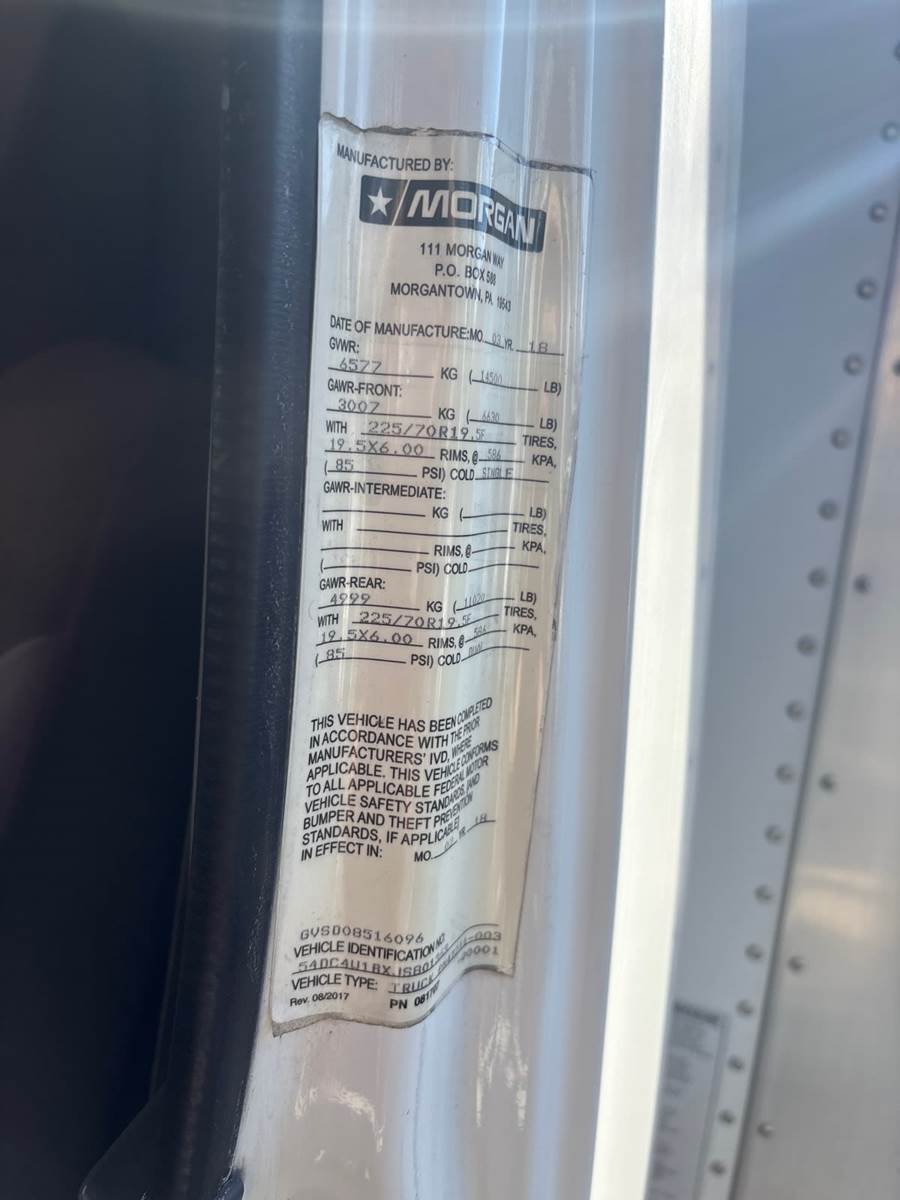 MANUFACTURED BY:
MORGAN
111 MORGAN WAY
P.O. BOX 588
MORGANTOWN, PA 19543
DATE OF MANUFACTURE: MO. 03 YR. 18
GVWR:
6577 KG (14500 LB)
GAWR-FRONT:
3007 KG (6630 LB)
WITH 225/70R19.5F TIRES,
19.5X6.00 RIMS, @ 586 KPA,
(85 PSI) COLD SINGLE
GAWR-INTERMEDIATE:
KG ( LB)
WITH TIRES,
RIMS, @ KPA,
( PSI) COLD
GAWR-REAR:
4999 KG (11020 LB)
WITH 225/70R19.5F TIRES,
19.5X6.00 RIMS, @ 586 KPA,
(85 PSI) COLD DUAL
THIS VEHICLE HAS BEEN COMPLETED
IN ACCORDANCE WITH THE PRIOR
MANUFACTURERS' IVD, WHERE
APPLICABLE. THIS VEHICLE CONFORMS
TO ALL APPLICABLE FEDERAL MOTOR
VEHICLE SAFETY STANDARDS, [AND
BUMPER AND THEFT PREVENTION
STANDARDS, IF APPLICABLE]
IN EFFECT IN: MO. 03 YR. 18
GVSD08516096
VEHICLE IDENTIFICATION NO.
VEHICLE TYPE: TRUCK
Rev. 08/2017 PN